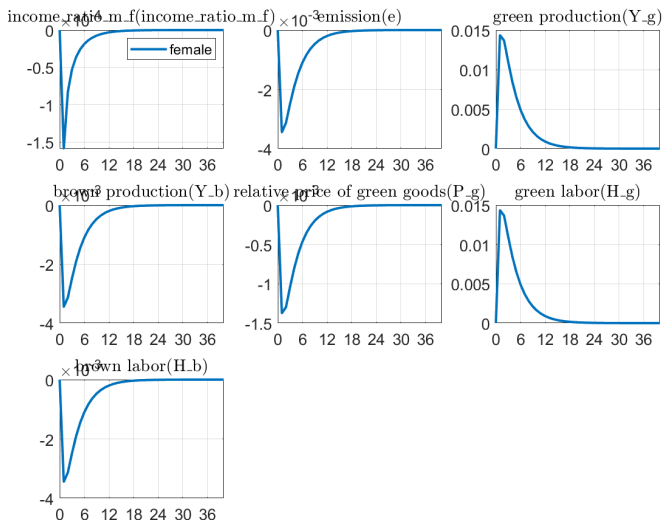 income_ratio_m_f(income_ratio_m_f)
×10-4
female
0
-0.5
-1
-1.5
0 6 12 18 24 30 36
emission(e)
×10-3
0
-2
-4
0 6 12 18 24 30 36
green production(Y_g)
0.015
0.01
0.005
0
0 6 12 18 24 30 36
brown production(Y_b)
×10-3
0
-2
-4
0 6 12 18 24 30 36
relative price of green goods(P_g)
×10-3
0
-0.5
-1
-1.5
0 6 12 18 24 30 36
green labor(H_g)
0.015
0.01
0.005
0
0 6 12 18 24 30 36
brown labor(H_b)
×10-3
0
-2
-4
0 6 12 18 24 30 36